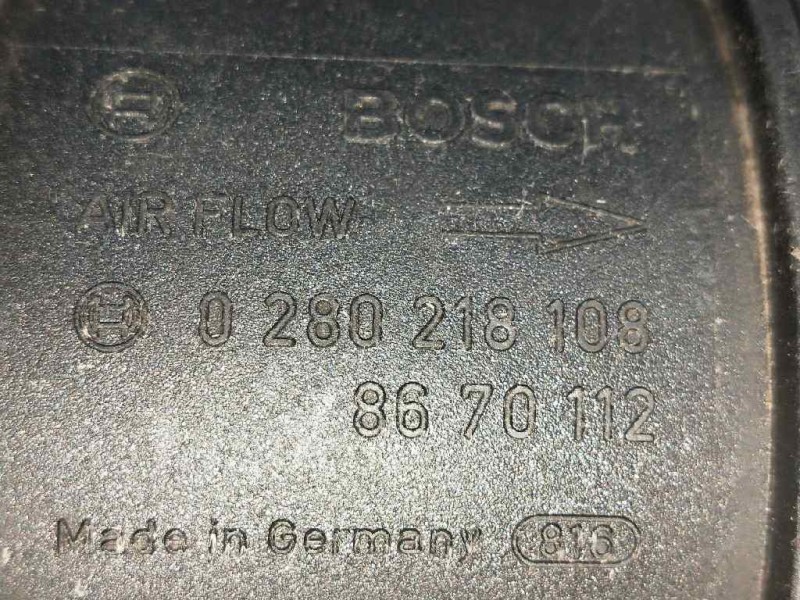 BOSCH
AIR FLOW
0 280 218 108
86 70 112
Made in Germany 816